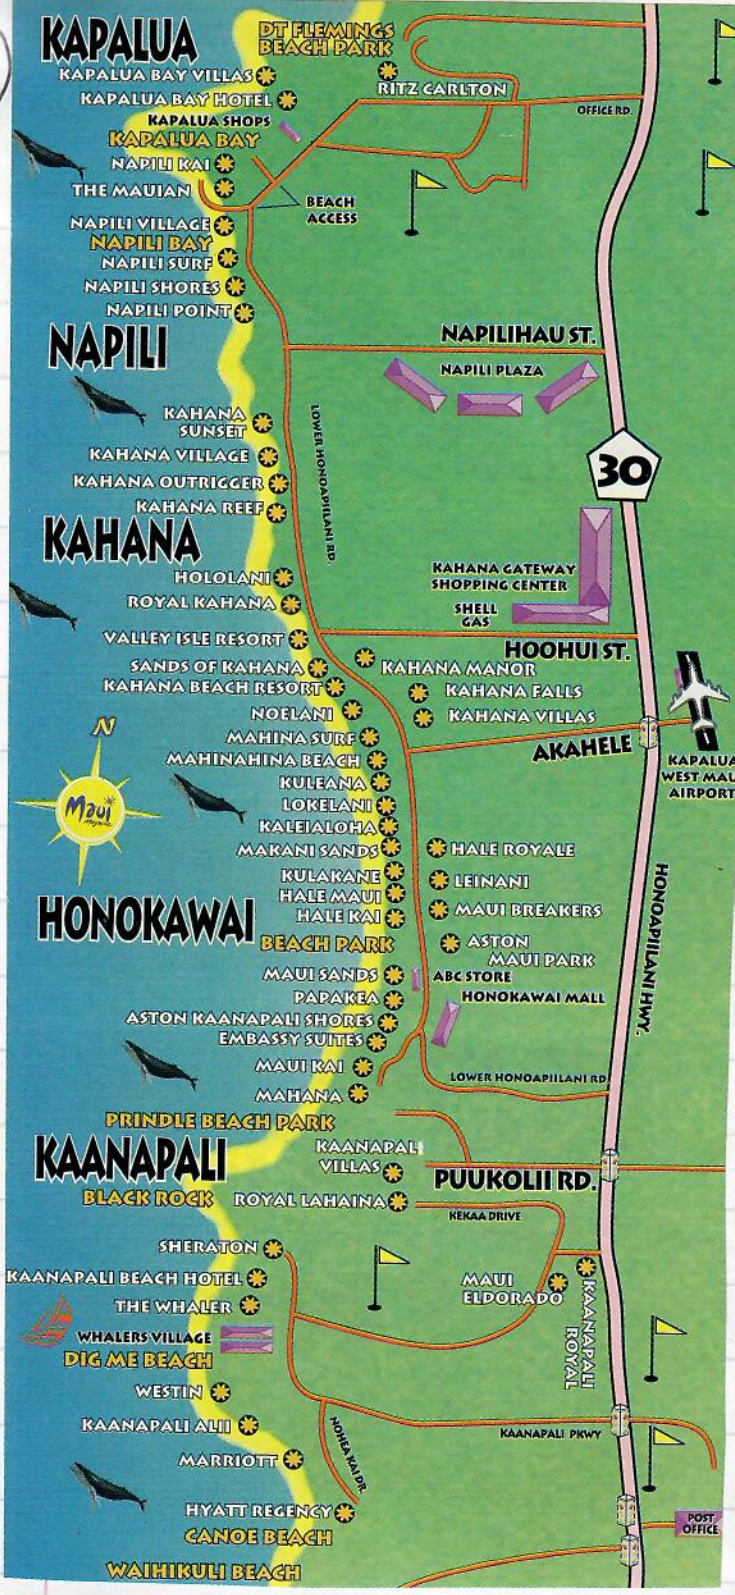 KAPALUA
DT FLEMINGS
BEACH PARK
KAPALUA BAY VILLAS
RITZ CARLTON
KAPALUA BAY HOTEL
OFFICE RD.
KAPALUA SHOPS
KAPALUA BAY
NAPILI KAI
THE MAUIAN
BEACH
ACCESS
NAPILI VILLAGE
NAPILI BAY
NAPILI SURF
NAPILI SHORES
NAPILI POINT
NAPILI
NAPILIHAU ST.
NAPILI PLAZA
KAHANA
SUNSET
LOWER HONOAPIILANI RD.
KAHANA VILLAGE
30
KAHANA OUTRIGGER
KAHANA REEF
KAHANA
HOLOLANI
KAHANA GATEWAY
SHOPPING CENTER
ROYAL KAHANA
SHELL
GAS
VALLEY ISLE RESORT
HOOHUI ST.
SANDS OF KAHANA
KAHANA MANOR
KAHANA BEACH RESORT
KAHANA FALLS
NOELANI
KAHANA VILLAS
N
MAHINA SURF
AKAHELE
MAHINAHINA BEACH
KAPALUA
WEST MAU
AIRPORT
KULEANA
Maui
LOKELANI
KALEIALOHA
MAKANI SANDS
HALE ROYALE
KULAKANE
LEINANI
HALE MAUI
HONOAPIILANI HWY.
HONOKAWAI
HALE KAI
MAUI BREAKERS
BEACH PARK
ASTON
MAUI PARK
MAUI SANDS
ABC STORE
PAPAKEA
HONOKAWAI MALL
ASTON KAANAPALI SHORES
EMBASSY SUITES
MAUI KAI
LOWER HONOAPIILANI RD
MAHANA
PRINDLE BEACH PARK
KAANAPALI
KAANAPALI
VILLAS
PUUKOLII RD.
BLACK ROCK
ROYAL LAHAINA
KEKAA DRIVE
SHERATON
KAANAPALI BEACH HOTEL
MAUI
ELDORADO
KAANAPALI
ROYAL
THE WHALER
WHALERS VILLAGE
DIG ME BEACH
WESTIN
KAANAPALI ALII
NOHEA KAI DR.
KAANAPALI PKWY
MARRIOTT
HYATT REGENCY
POST
OFFICE
CANOE BEACH
WAIHIKULI BEACH